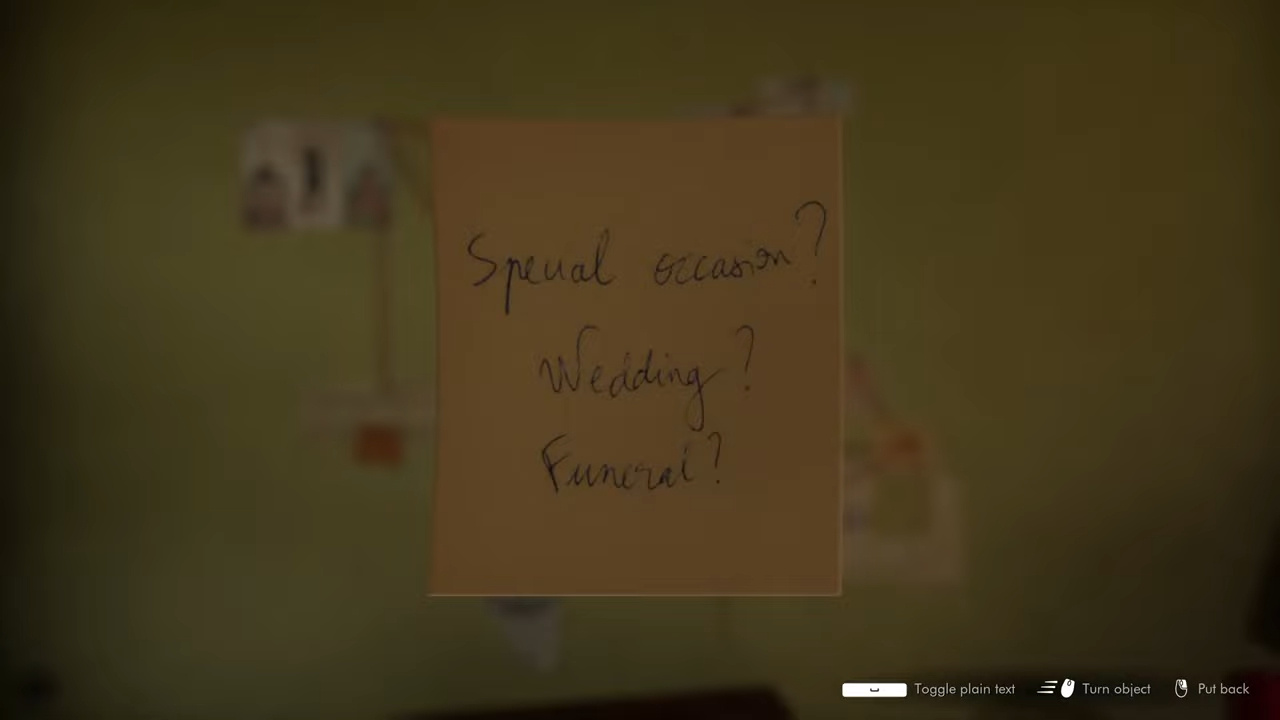 Special occasion?
Wedding?
Funeral?
Toggle plain text
Turn object
Put back